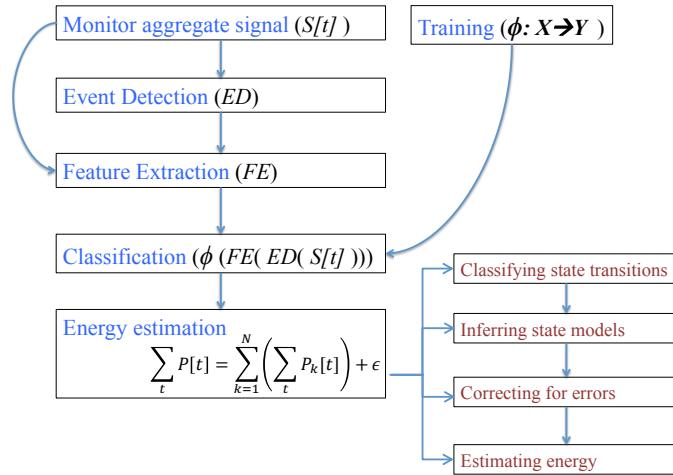 Monitor aggregate signal (S[t] )
Training (ϕ: X→Y )
Event Detection (ED)
Feature Extraction (FE)
Classification (ϕ (FE( ED( S[t] )))
Classifying state transitions
Energy estimation
∑_t P[t] = ∑_{k=1}^{N} (∑_t P_k[t]) + ϵ
Inferring state models
Correcting for errors
Estimating energy